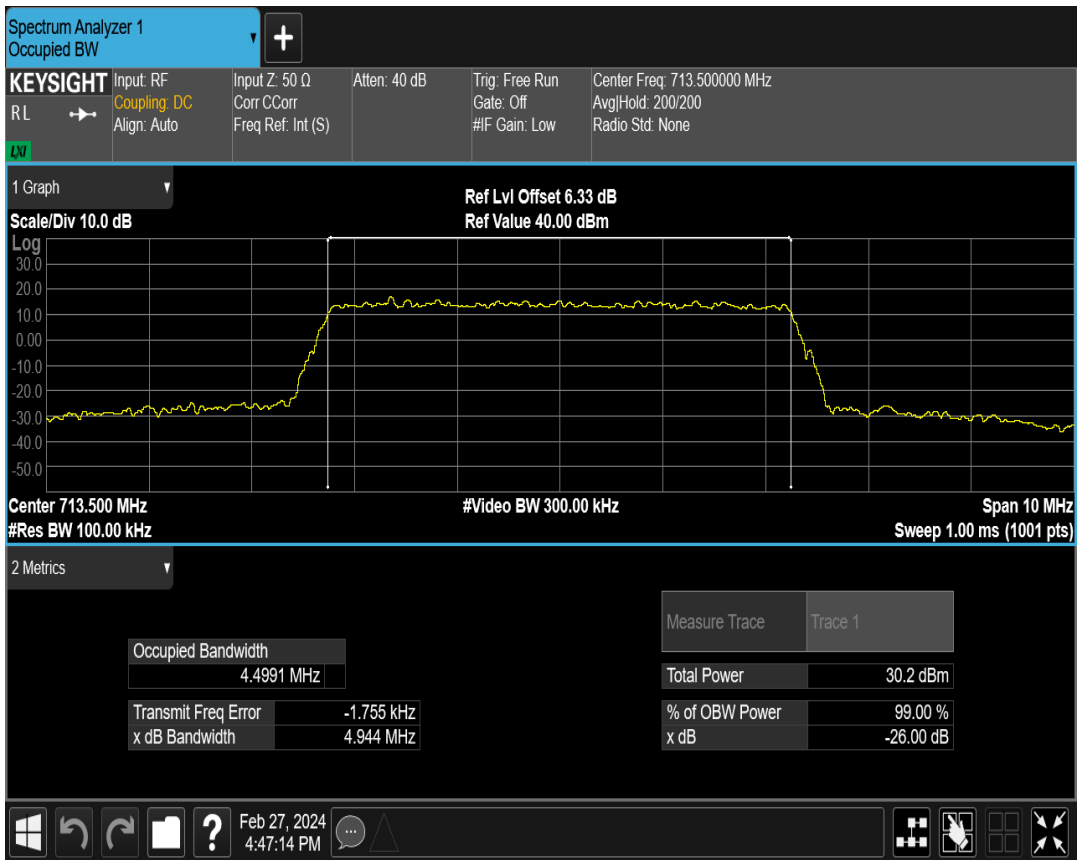 Spectrum Analyzer 1
Occupied BW
KEYSIGHT
RL
LXI
Input: RF
Coupling: DC
Align: Auto
Input Z: 50 Ω
Corr CCorr
Freq Ref: Int (S)
Atten: 40 dB
Trig: Free Run
Gate: Off
#IF Gain: Low
Center Freq: 713.500000 MHz
Avg|Hold: 200/200
Radio Std: None
1 Graph
Scale/Div 10.0 dB
Ref Lvl Offset 6.33 dB
Ref Value 40.00 dBm
Log
30.0
20.0
10.0
0.00
-10.0
-20.0
-30.0
-40.0
-50.0
Center 713.500 MHz
#Video BW 300.00 kHz
Span 10 MHz
#Res BW 100.00 kHz
Sweep 1.00 ms (1001 pts)
2 Metrics
Measure Trace Trace 1
Occupied Bandwidth
4.4991 MHz
Total Power 30.2 dBm
Transmit Freq Error -1.755 kHz
% of OBW Power 99.00 %
x dB Bandwidth 4.944 MHz
x dB -26.00 dB
?
Feb 27, 2024
4:47:14 PM